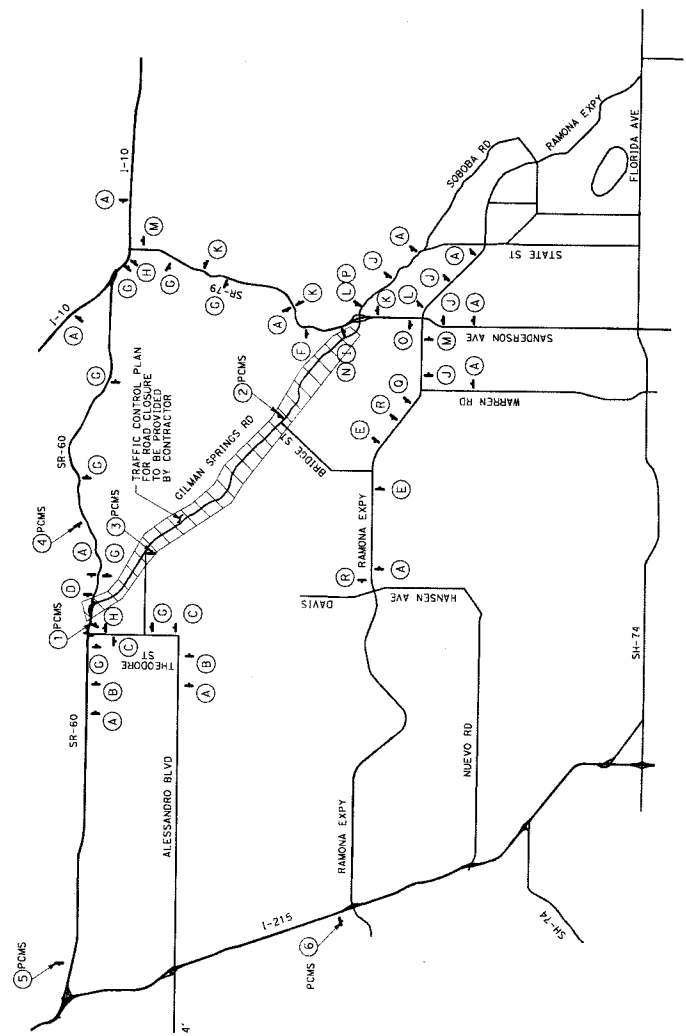 5 PCMS
SR-60
A
B
G
C
1 PCMS
H
D
A
G
4 PCMS
G
SR-60
G
I-10
A
G
H
I-10
A
M
G
K
SR-79
G
K
A
F
THEODORE
ST
G
C
A
B
ALESSANDRO BLVD
3 PCMS
TRAFFIC CONTROL PLAN
FOR ROAD CLOSURE
TO BE PROVIDED
BY CONTRACTOR
GILMAN SPRINGS RD
2 PCMS
BRIDGE ST
N
I
L
P
K
J
A
SOBOBA RD
RAMONA EXPY
A
J
L
O
J
A
M
J
A
Q
R
E
E
RAMONA EXPY
R
A
DAVIS
HANSEN AVE
STATE ST
SANDERSON AVE
WARREN RD
FLORIDA AVE
SH-74
NUEVO RD
RAMONA EXPY
PCMS 6
I-215
SH-74
4'